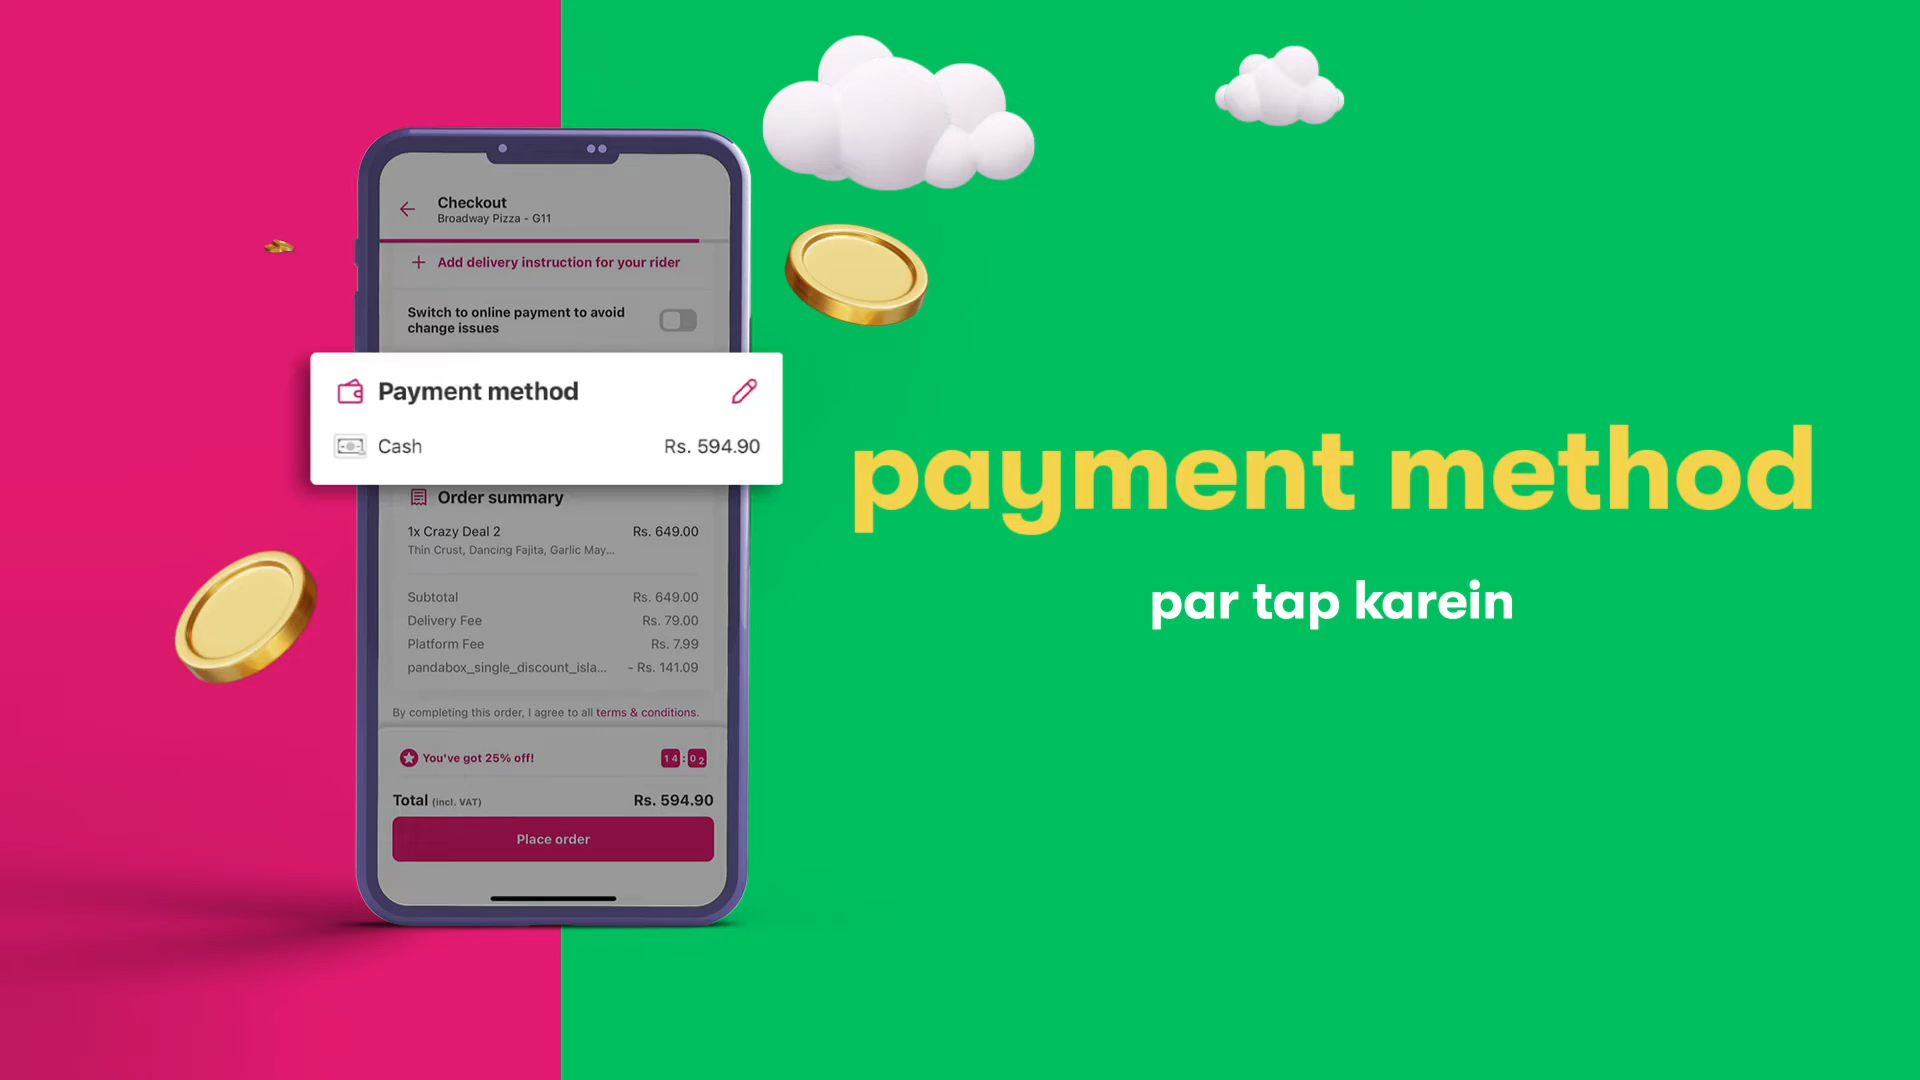 Checkout
Broadway Pizza - G11
+ Add delivery instruction for your rider
Switch to online payment to avoid
change issues
Payment method
Cash Rs. 594.90
Order summary
1x Crazy Deal 2 Rs. 649.00
Thin Crust, Dancing Fajita, Garlic May...
Subtotal Rs. 649.00
Delivery Fee Rs. 79.00
Platform Fee Rs. 7.99
pandabox_single_discount_isla... - Rs. 141.09
By completing this order, I agree to all terms & conditions.
You've got 25% off! 14:02
Total (incl. VAT) Rs. 594.90
Place order
payment method
par tap karein